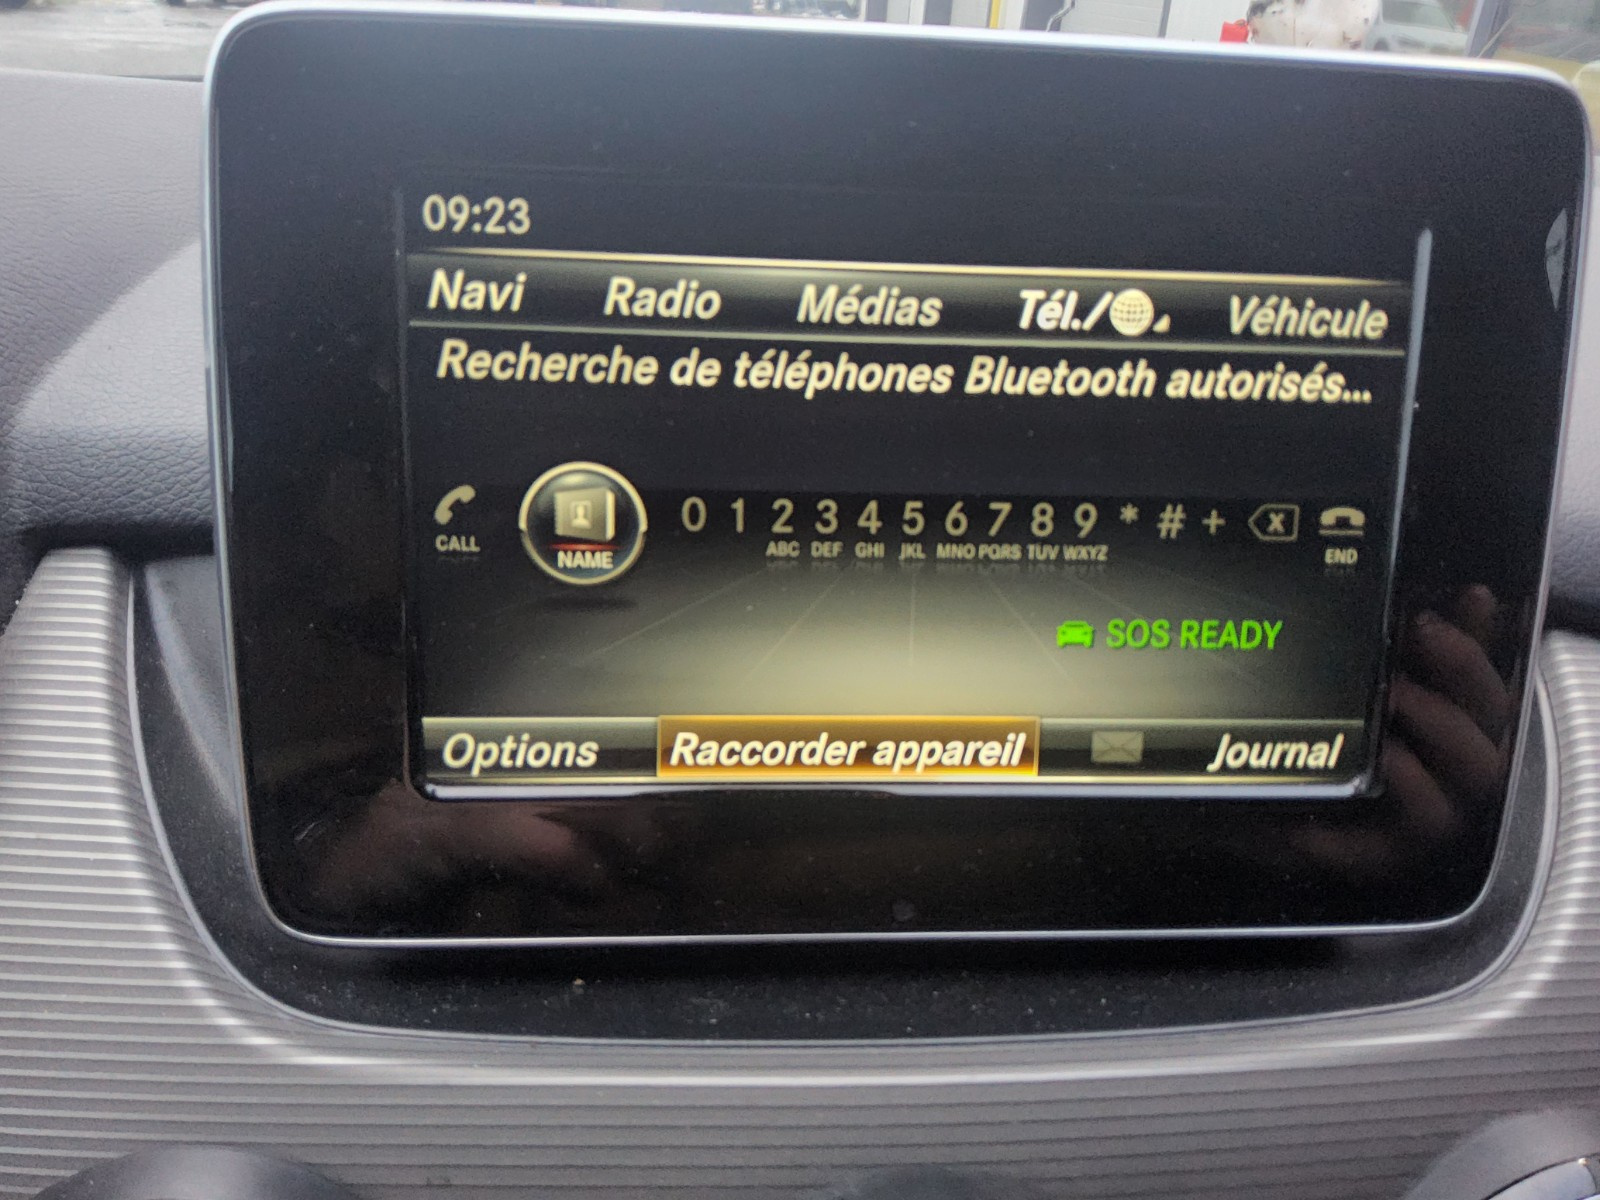 09:23
Navi Radio Médias Tél./ Véhicule
Recherche de téléphones Bluetooth autorisés...
0 1 2 3 4 5 6 7 8 9 * # +
CALL NAME ABC DEF GHI JKL MNO PQRS TUV WXYZ END
SOS READY
Options Raccorder appareil Journal